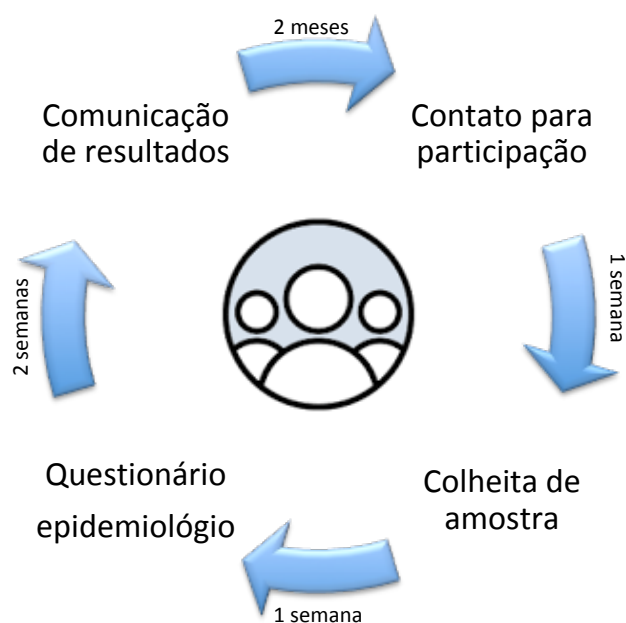 2 meses
Comunicação
de resultados
Contato para
participação
1 semana
2 semanas
Questionário
epidemiológio
Colheita de
amostra
1 semana